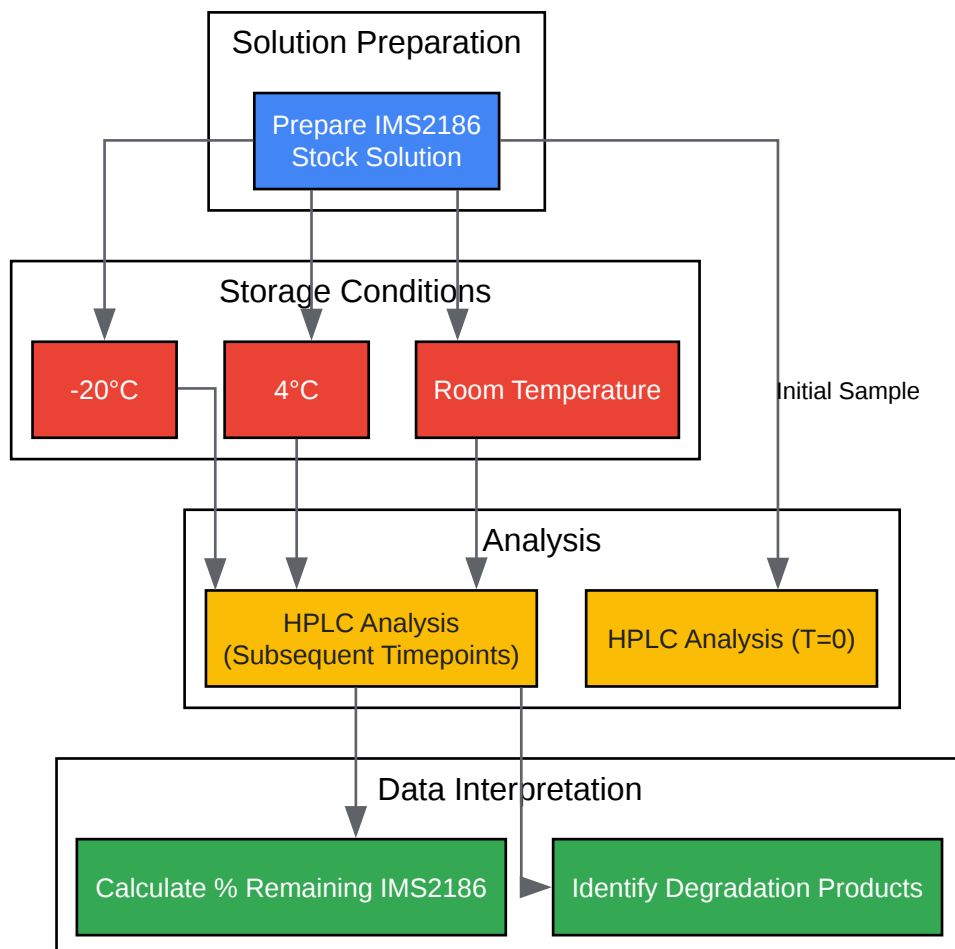 Solution Preparation
Prepare IMS2186
Stock Solution
Storage Conditions
-20°C
4°C
Room Temperature
Initial Sample
Analysis
HPLC Analysis
(Subsequent Timepoints)
HPLC Analysis (T=0)
Data Interpretation
Calculate % Remaining IMS2186
Identify Degradation Products